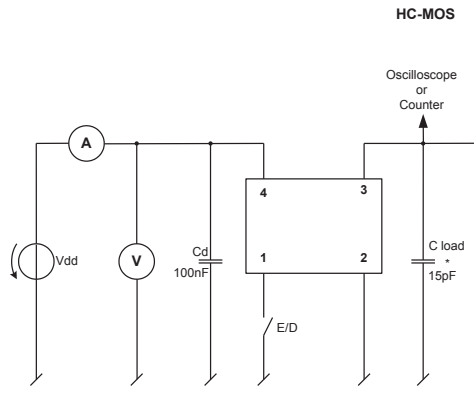 HC-MOS
Oscilloscope
or
Counter
A
4
3
Vdd
V
Cd
100nF
1
2
C load
*
15pF
E/D